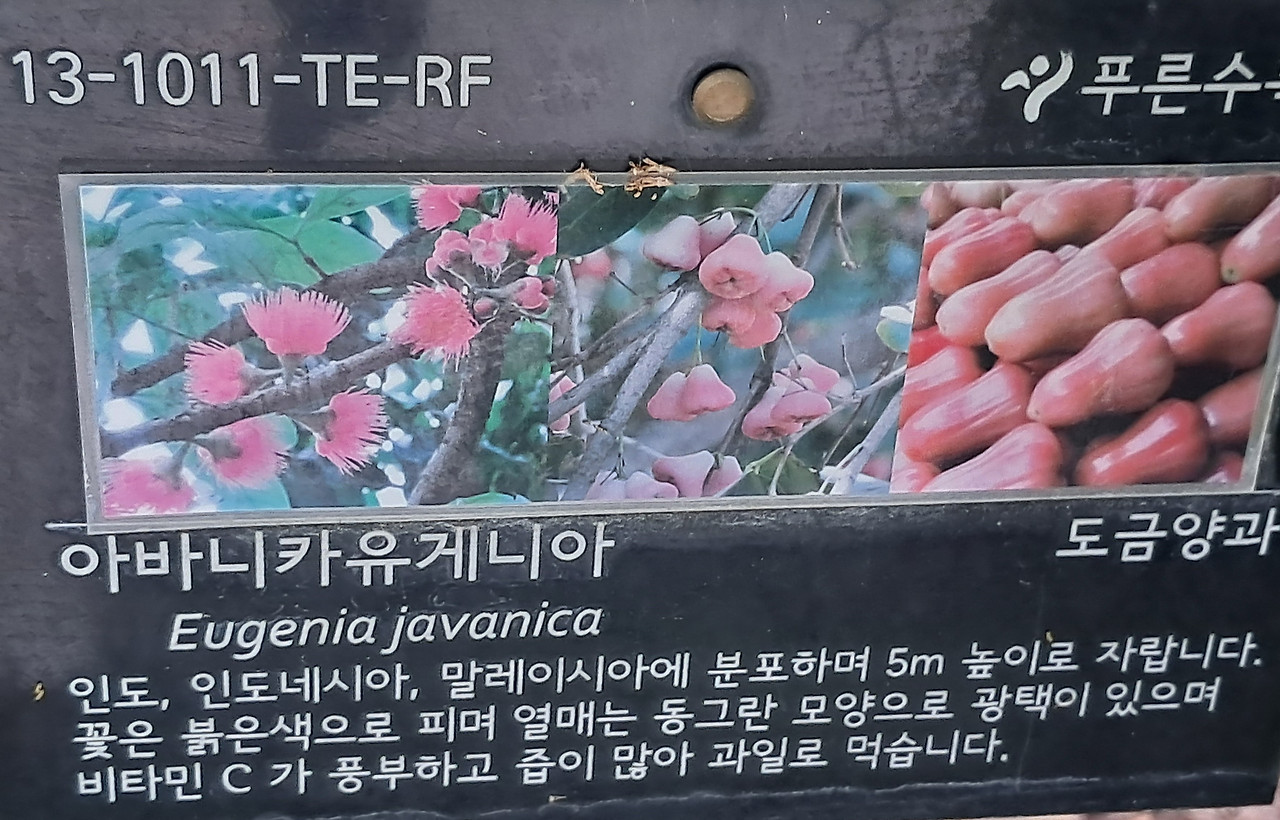 13-1011-TE-RF
푸른수
아바니카유게니아
도금양과
Eugenia javanica
인도, 인도네시아, 말레이시아에 분포하며 5m 높이로 자랍니다.
꽃은 붉은색으로 피며 열매는 동그란 모양으로 광택이 있으며
비타민 C 가 풍부하고 즙이 많아 과일로 먹습니다.